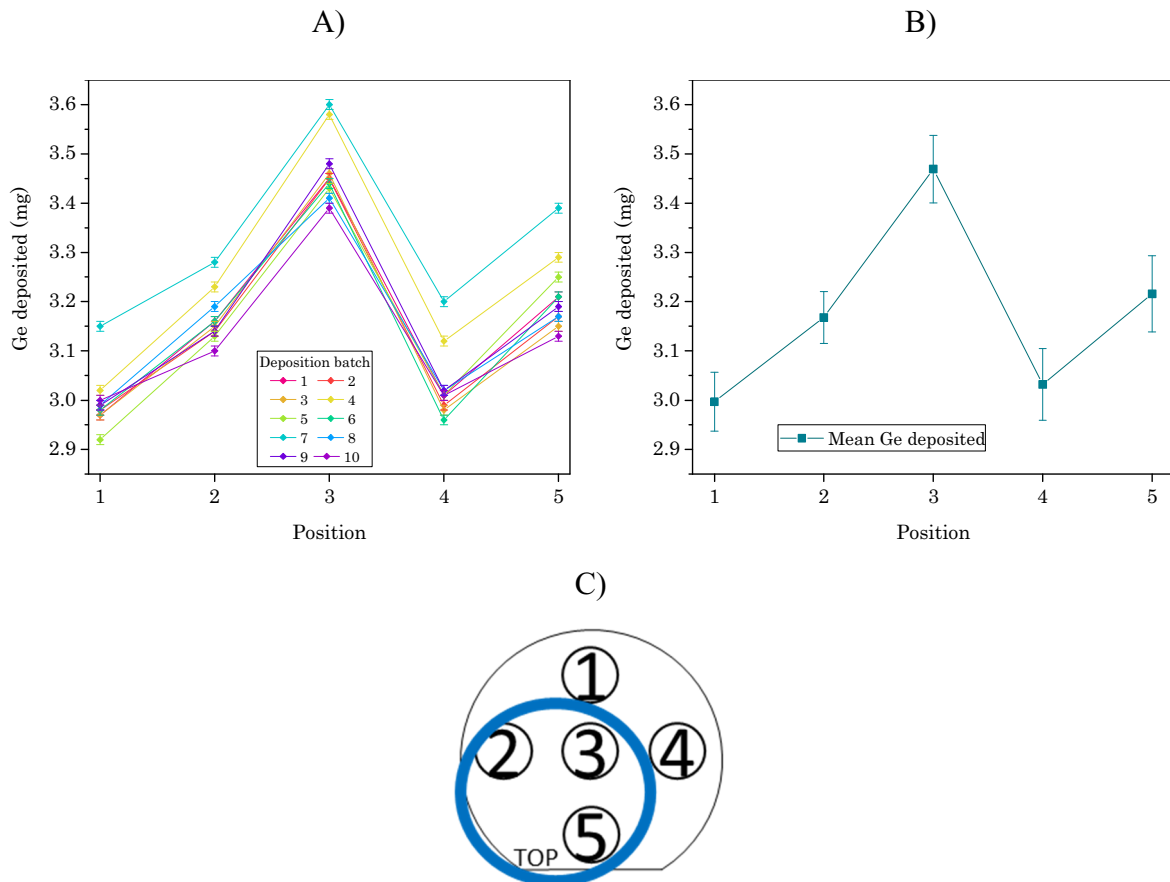 A)
B)
Ge deposited (mg)
3.6
3.5
3.4
3.3
3.2
3.1
3.0
2.9
Deposition batch
1 2
3 4
5 6
7 8
9 10
1 2 3 4 5
Position
Ge deposited (mg)
3.6
3.5
3.4
3.3
3.2
3.1
3.0
2.9
Mean Ge deposited
1 2 3 4 5
Position
C)
1
2 3 4
5
TOP